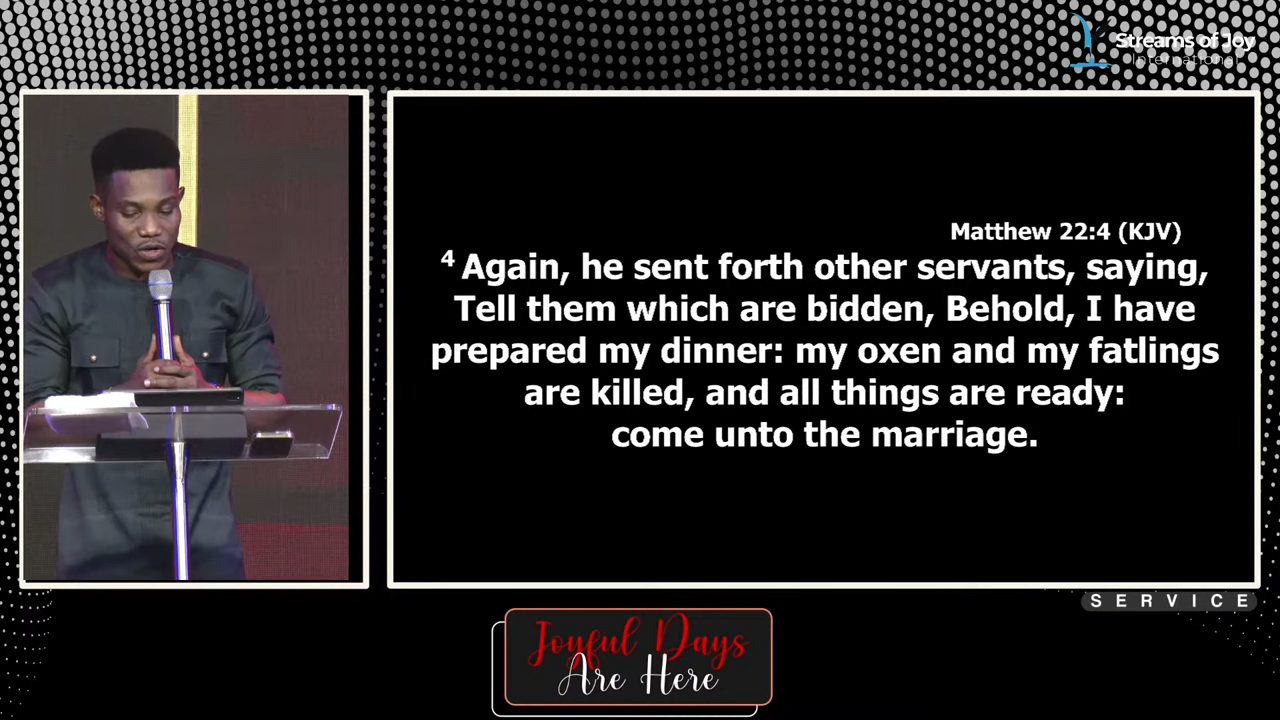 Streams of Joy
International
Matthew 22:4 (KJV)
4 Again, he sent forth other servants, saying,
Tell them which are bidden, Behold, I have
prepared my dinner: my oxen and my fatlings
are killed, and all things are ready:
come unto the marriage.
SERVICE
Joyful Days
Are Here